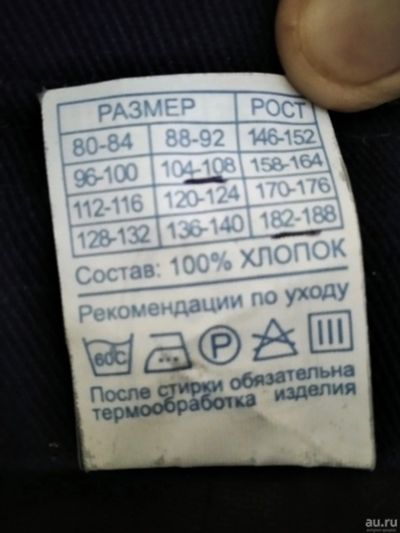 РАЗМЕР РОСТ
80-84 88-92 146-152
96-100 104-108 158-164
112-116 120-124 170-176
128-132 136-140 182-188
Состав: 100% ХЛОПОК
Рекомендации по уходу
60С P
После стирки обязательна
термообработка изделия
au.ru